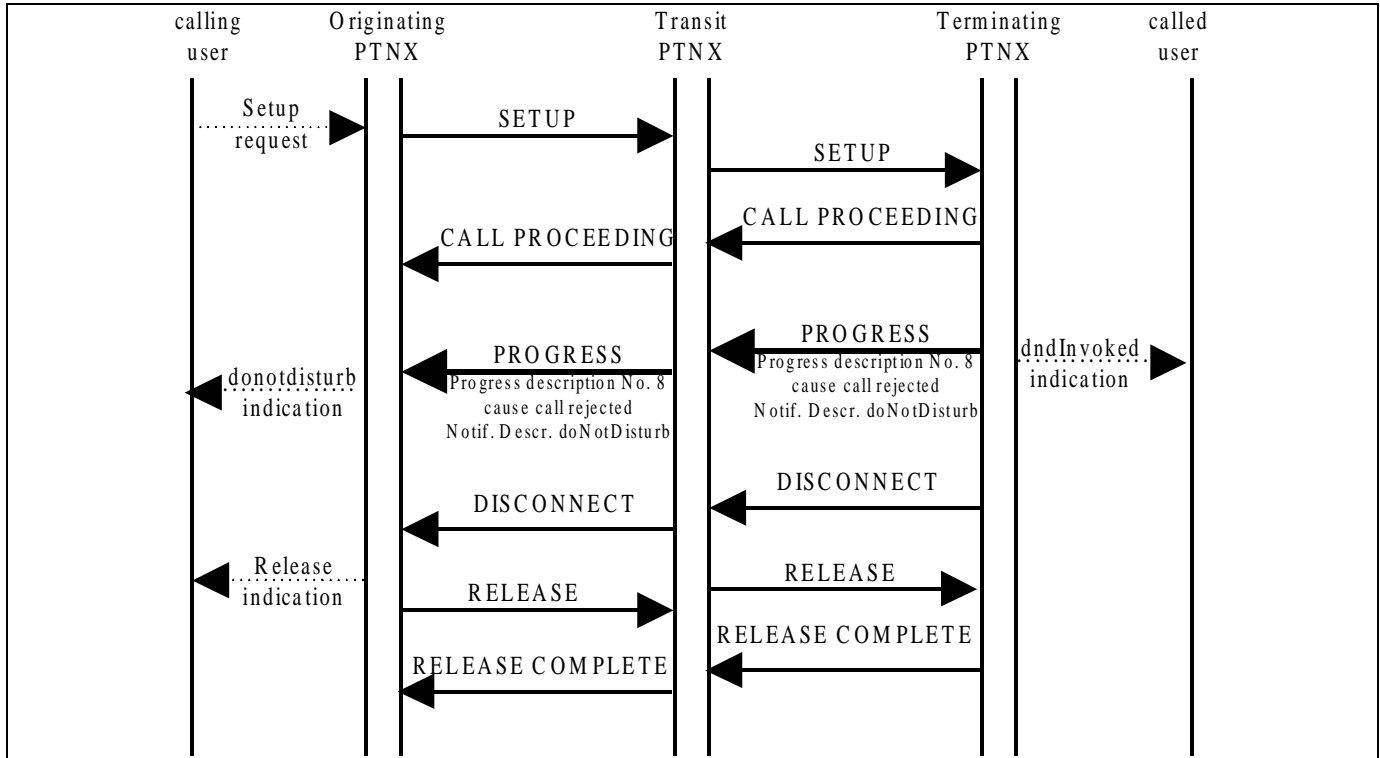 calling user
Originating PTNX
Transit PTNX
Terminating PTNX
called user
Setup request
SETUP
SETUP
CALL PROCEEDING
CALL PROCEEDING
PROGRESS
Progress description No. 8
cause call rejected
Notif. Descr. doNotDisturb
dndInvoked
indication
PROGRESS
Progress description No. 8
cause call rejected
Notif. Descr. doNotDisturb
donotdisturb
indication
DISCONNECT
DISCONNECT
Release
indication
RELEASE
RELEASE
RELEASE COMPLETE
RELEASE COMPLETE